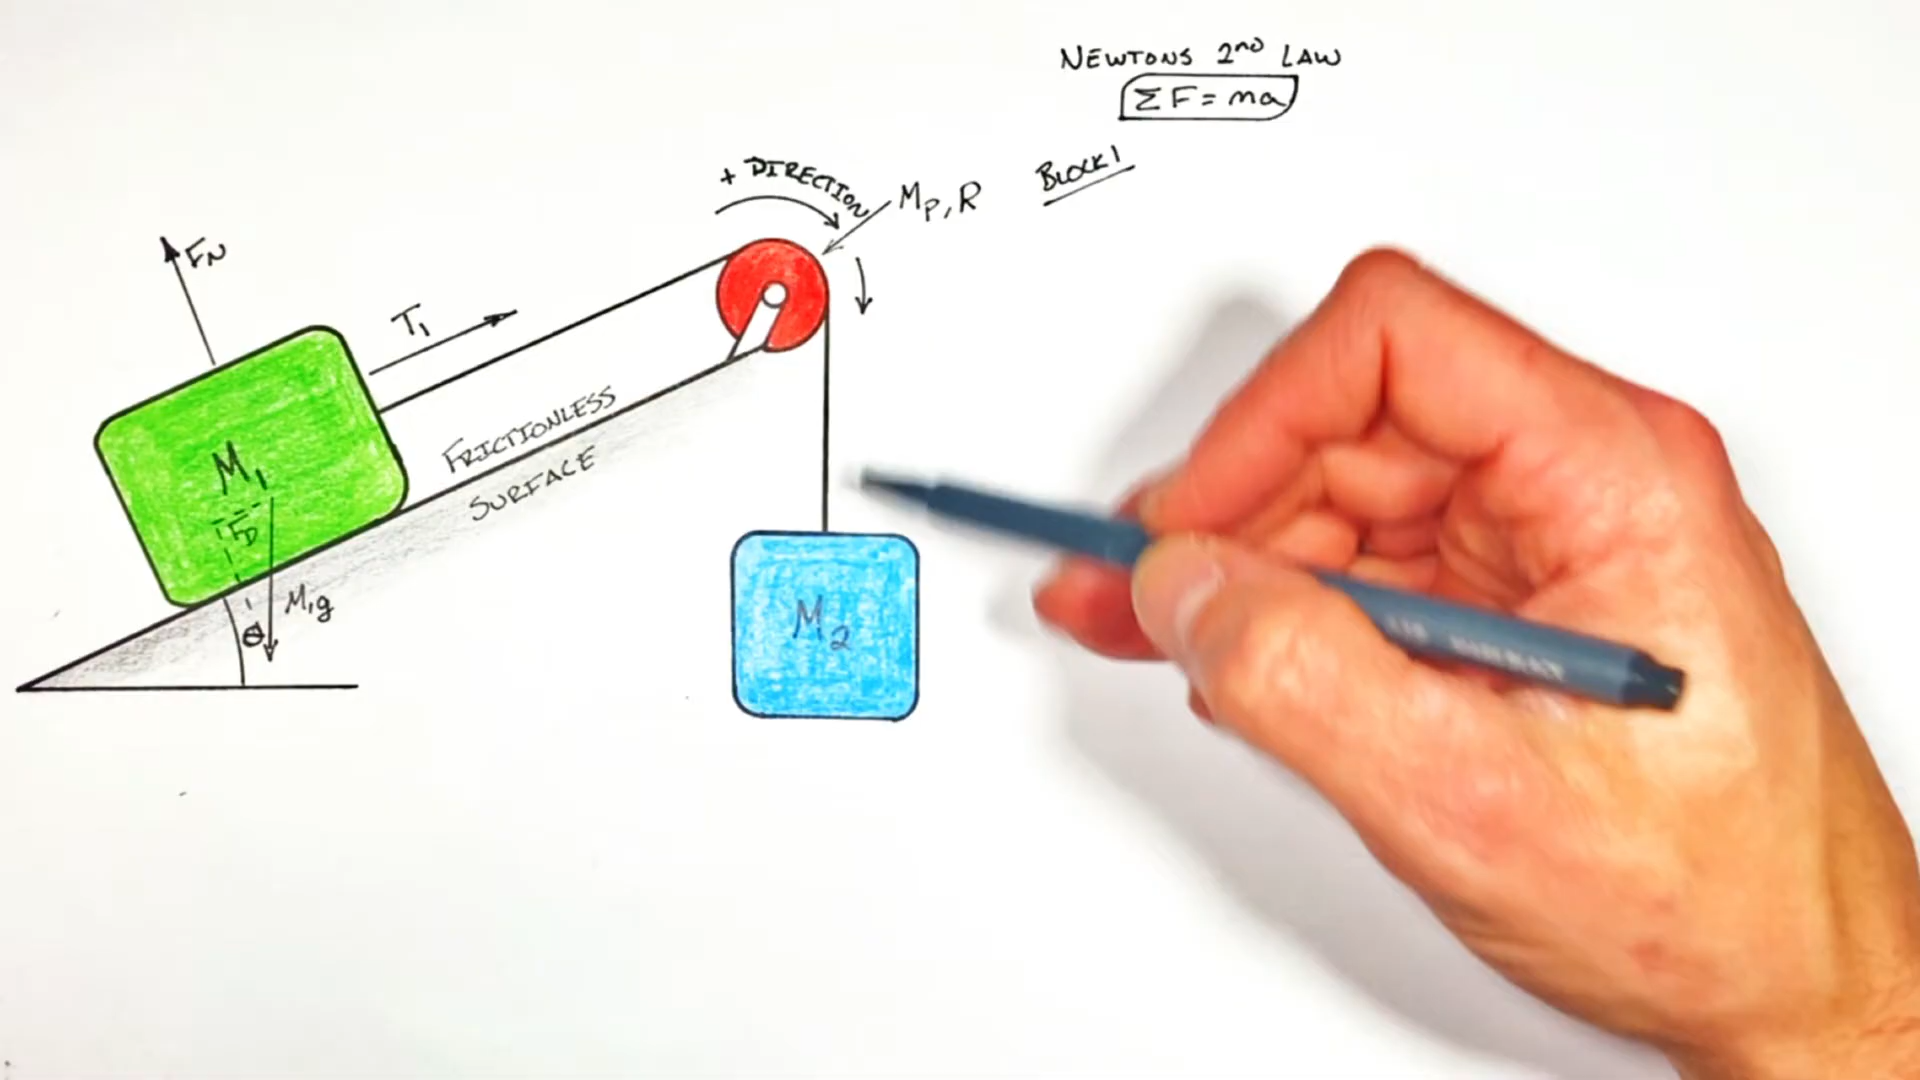 NEWTONS 2ND LAW
ΣF = ma
+ DIRECTION
Mp, R
BLOCK 1
FN
T1
M1
FD
FRICTIONLESS
SURFACE
M1g
θ
M2